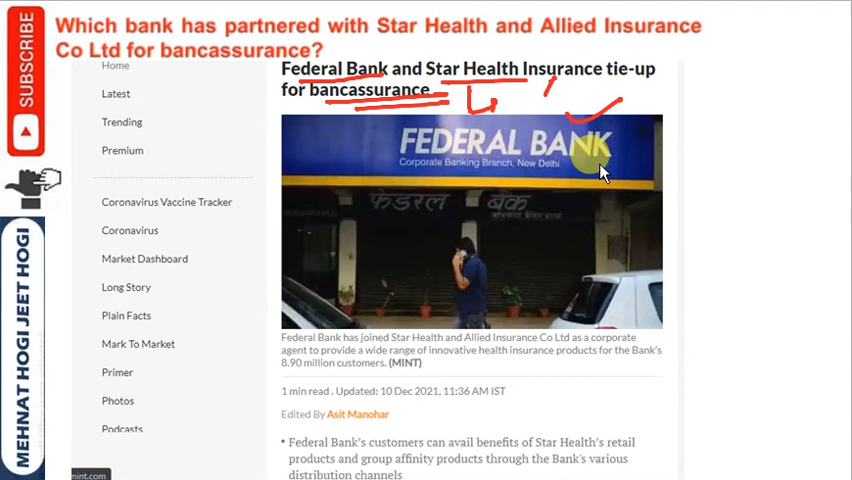 Which bank has partnered with Star Health and Allied Insurance
Co Ltd for bancassurance?
SUBSCRIBE
MEHNAT HOGI JEET HOGI
Home
Latest
Trending
Premium
Coronavirus Vaccine Tracker
Coronavirus
Market Dashboard
Long Story
Plain Facts
Mark To Market
Primer
Photos
Podcasts
mint.com
Federal Bank and Star Health Insurance tie-up
for bancassurance
FEDERAL BANK
Corporate Banking Branch, New Delhi
फेडरल बैंक
Federal Bank has joined Star Health and Allied Insurance Co Ltd as a corporate
agent to provide a wide range of innovative health insurance products for the Bank's
8.90 million customers. (MINT)
1 min read . Updated: 10 Dec 2021, 11:36 AM IST
Edited By Asit Manohar
• Federal Bank's customers can avail benefits of Star Health's retail
products and group affinity products through the Bank's various
distribution channels